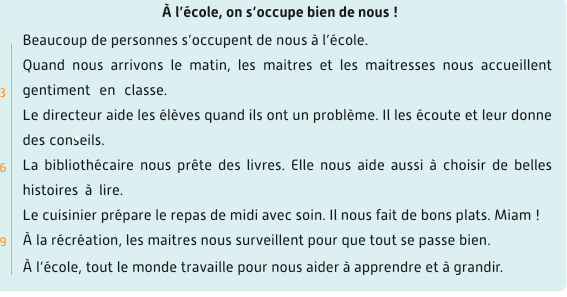 À l'école, on s'occupe bien de nous !
Beaucoup de personnes s'occupent de nous à l'école.
Quand nous arrivons le matin, les maitres et les maitresses nous accueillent
3 gentiment en classe.
Le directeur aide les élèves quand ils ont un problème. Il les écoute et leur donne
des conseils.
6 La bibliothécaire nous prête des livres. Elle nous aide aussi à choisir de belles
histoires à lire.
Le cuisinier prépare le repas de midi avec soin. Il nous fait de bons plats. Miam !
9 À la récréation, les maitres nous surveillent pour que tout se passe bien.
À l'école, tout le monde travaille pour nous aider à apprendre et à grandir.